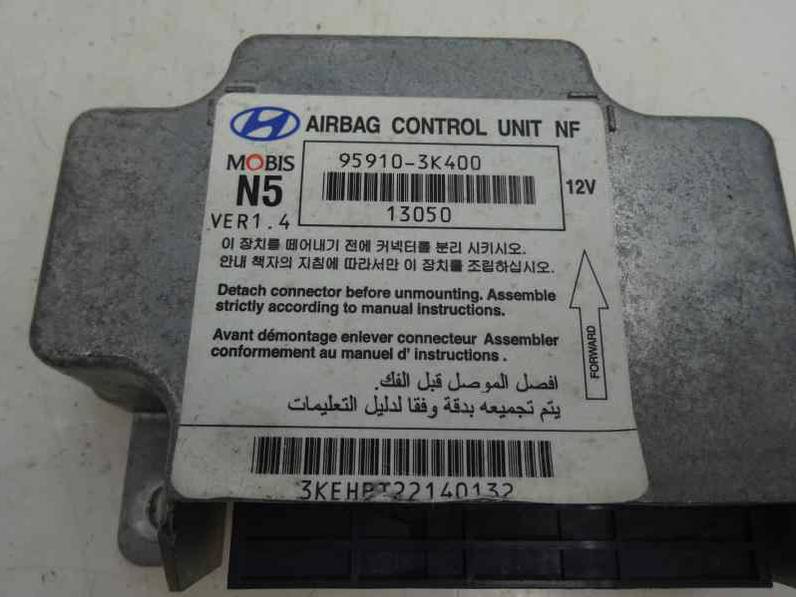 AIRBAG CONTROL UNIT NF
MOBIS
95910-3K400
N5
12V
VER1.4
13050
이 장치를 떼어내기 전에 커넥터를 분리 시키시오.
안내 책자의 지침에 따라서만 이 장치를 조립하십시오.
Detach connector before unmounting. Assemble
strictly according to manual instructions.
Avant démontage enlever connecteur Assembler
conformement au manuel d' instructions .
FORWARD
افصل الموصل قبل الفك.
يتم تجميعه بدقة وفقا لدليل التعليمات